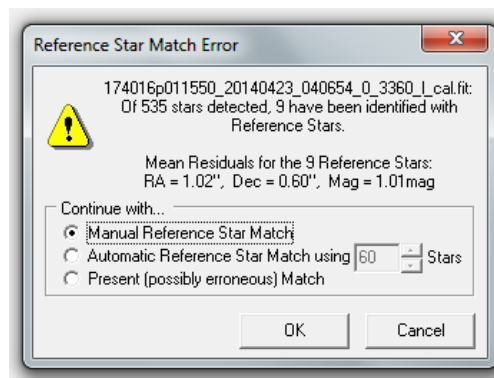 Reference Star Match Error
174016p011550_20140423_040654_0_3360_l_cal.fit:
Of 535 stars detected, 9 have been identified with
Reference Stars.
Mean Residuals for the 9 Reference Stars:
RA = 1.02", Dec = 0.60", Mag = 1.01mag
Continue with...
Manual Reference Star Match
Automatic Reference Star Match using 60 Stars
Present (possibly erroneous) Match
OK Cancel